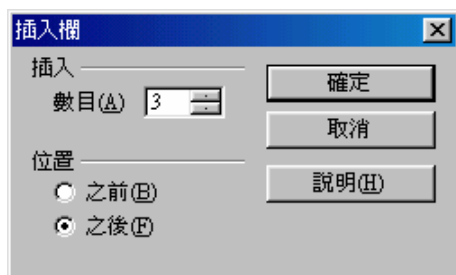 插入欄
插入
數目(A) 3
位置
之前(B)
之後(F)
確定
取消
說明(H)